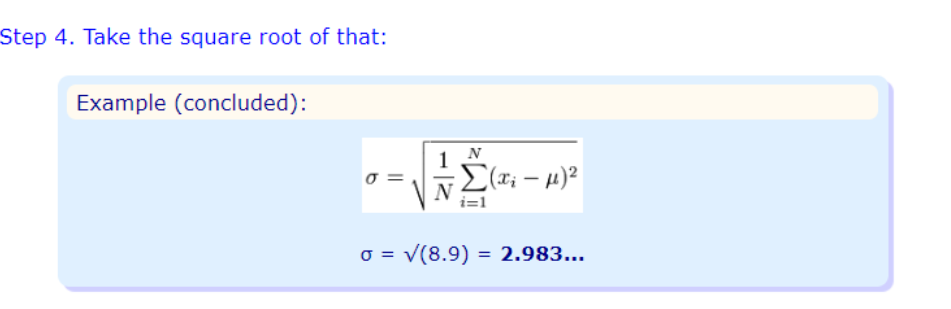 Step 4. Take the square root of that:
Example (concluded):
σ = √(1/N ∑_{i=1}^{N} (x_i − μ)²)
σ = √(8.9) = 2.983...